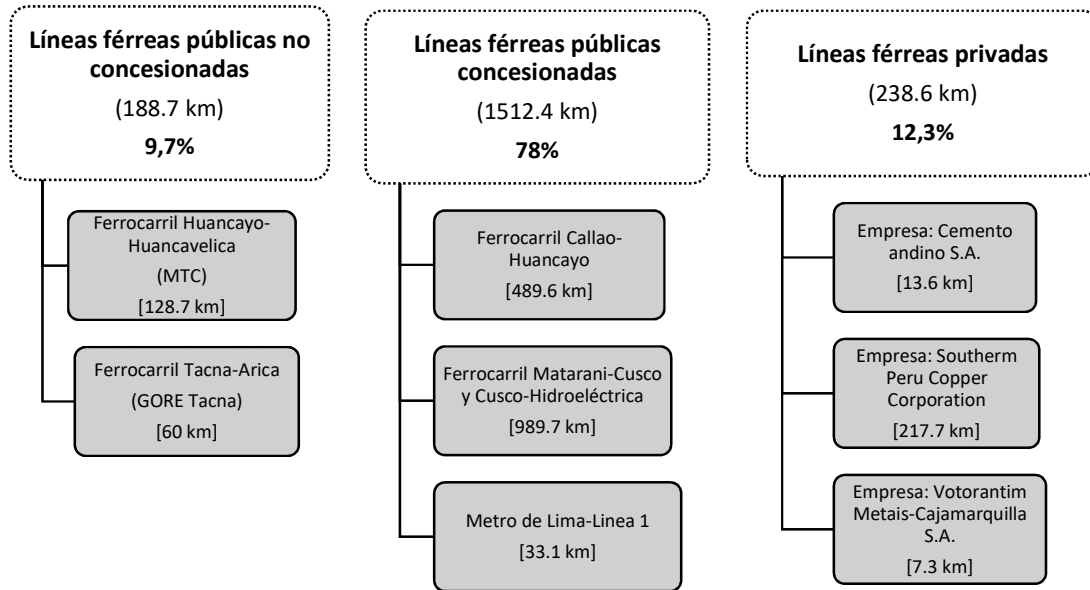 Líneas férreas públicas no
concesionadas
(188.7 km)
9,7%
Ferrocarril Huancayo-
Huancavelica
(MTC)
[128.7 km]
Ferrocarril Tacna-Arica
(GORE Tacna)
[60 km]
Líneas férreas públicas
concesionadas
(1512.4 km)
78%
Ferrocarril Callao-
Huancayo
[489.6 km]
Ferrocarril Matarani-Cusco
y Cusco-Hidroeléctrica
[989.7 km]
Metro de Lima-Linea 1
[33.1 km]
Líneas férreas privadas
(238.6 km)
12,3%
Empresa: Cemento
andino S.A.
[13.6 km]
Empresa: Southerm
Peru Copper
Corporation
[217.7 km]
Empresa: Votorantim
Metais-Cajamarquilla
S.A.
[7.3 km]